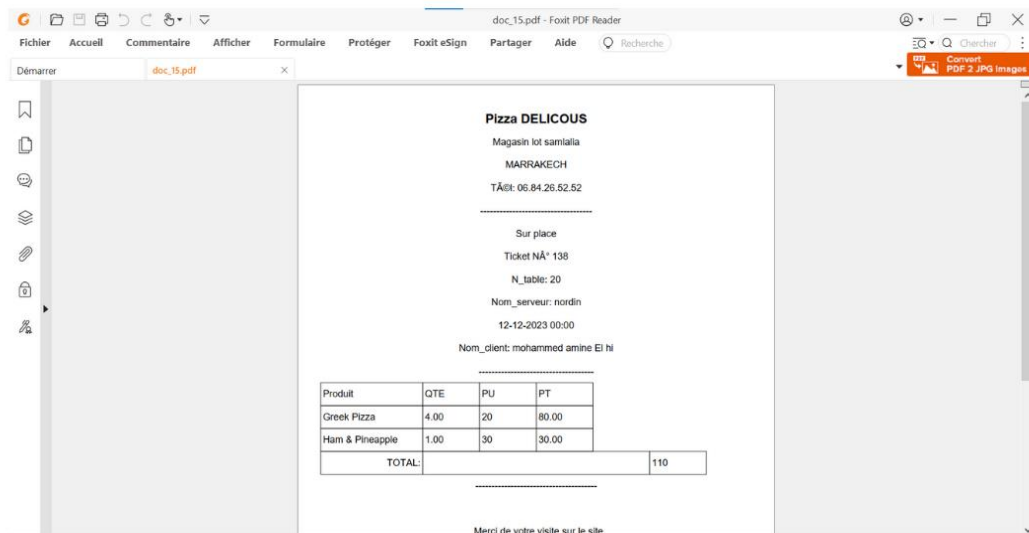 doc_15.pdf - Foxit PDF Reader
Fichier Accueil Commentaire Afficher Formulaire Protéger Foxit eSign Partager Aide Recherche Chercher
Démarrer doc_15.pdf Convert
PDF 2 JPG Images
Pizza DELICOUS
Magasin lot samlalia
MARRAKECH
TÃ©l: 06.84.26.52.52
------------------------------------
Sur place
Ticket NÂ° 138
N_table: 20
Nom_serveur: nordin
12-12-2023 00:00
Nom_client: mohammed amine El hi
------------------------------------
Produit QTE PU PT
Greek Pizza 4.00 20 80.00
Ham & Pineapple 1.00 30 30.00
TOTAL: 110
------------------------------------
Merci de votre visite sur le site